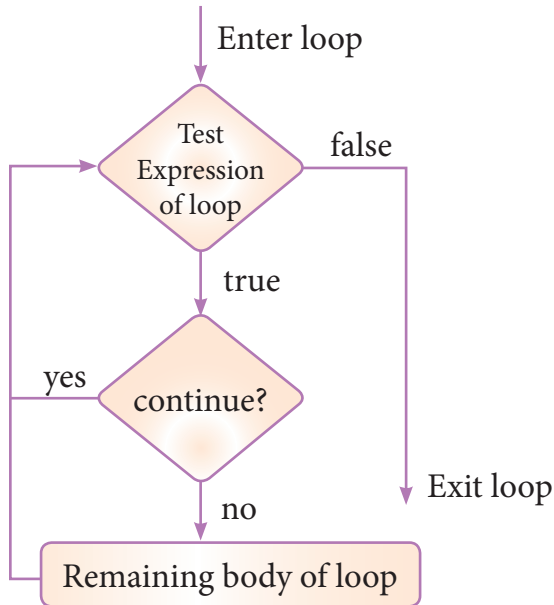 Enter loop
Test
Expression
of loop
false
true
yes
continue?
Exit loop
no
Remaining body of loop